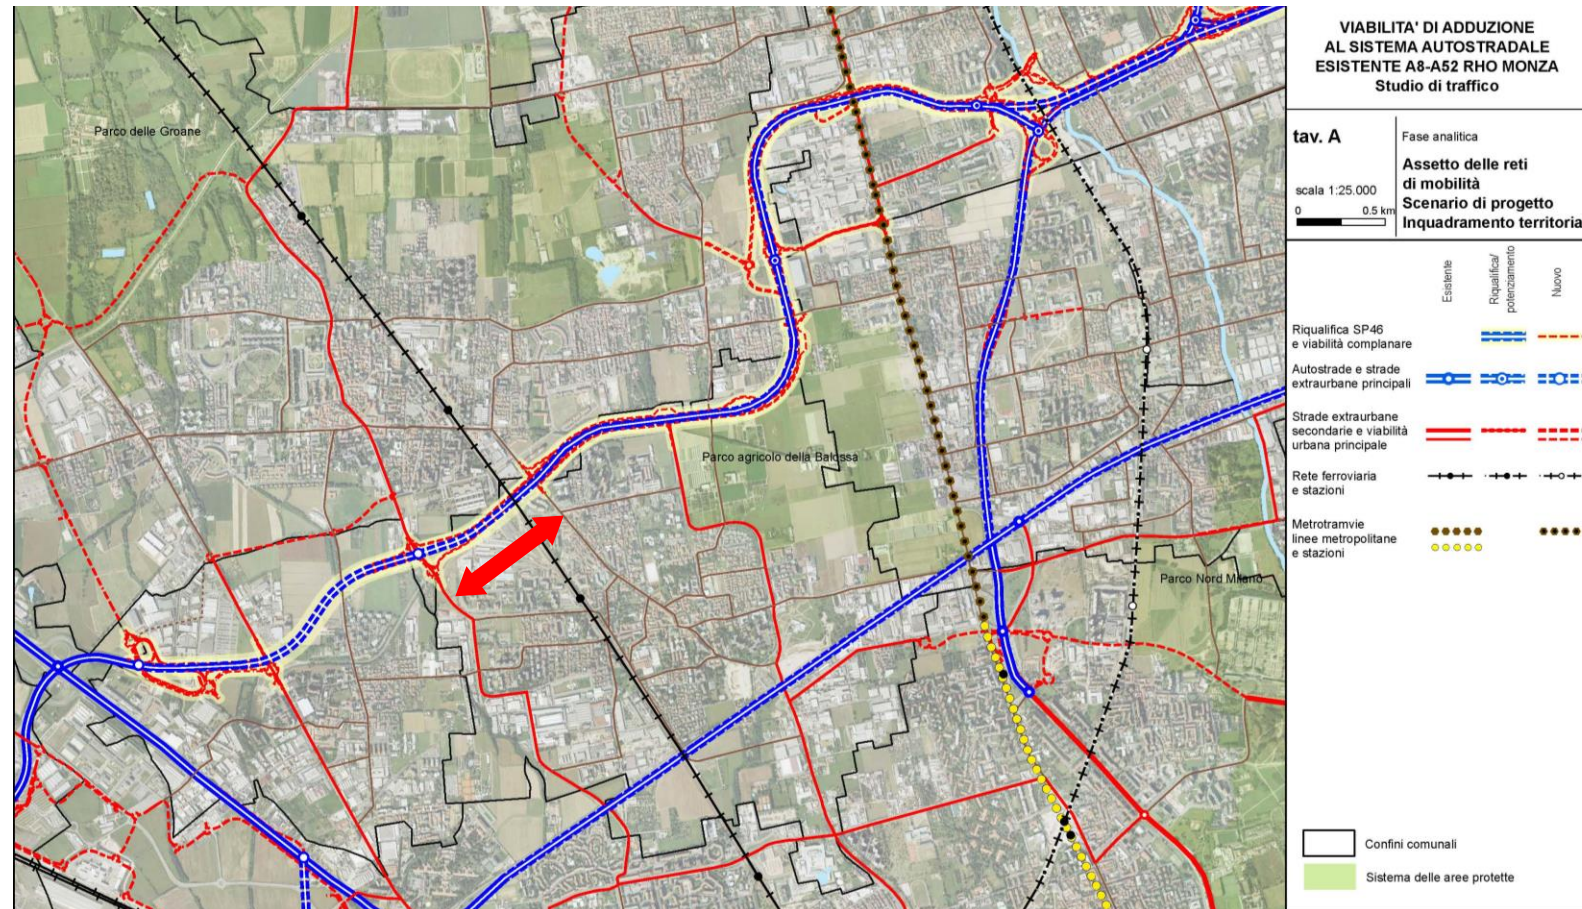 VIABILITA' DI ADDUZIONE
AL SISTEMA AUTOSTRADALE
ESISTENTE A8-A52 RHO MONZA
Studio di traffico
tav. A
scala 1:25.000
0 0.5 km
Fase analitica
Assetto delle reti
di mobilità
Scenario di progetto
Inquadramento territoria
Esistente
Riqualifica/
potenziamento
Nuovo
Riqualifica SP46
e viabilità complanare
Autostrade e strade
extraurbane principali
Strade extraurbane
secondarie e viabilità
urbana principale
Rete ferroviaria
e stazioni
Metrotramvie
linee metropolitane
e stazioni
Confini comunali
Sistema delle aree protette
Parco delle Groane
Parco agricolo della Balossa
Parco Nord Milano